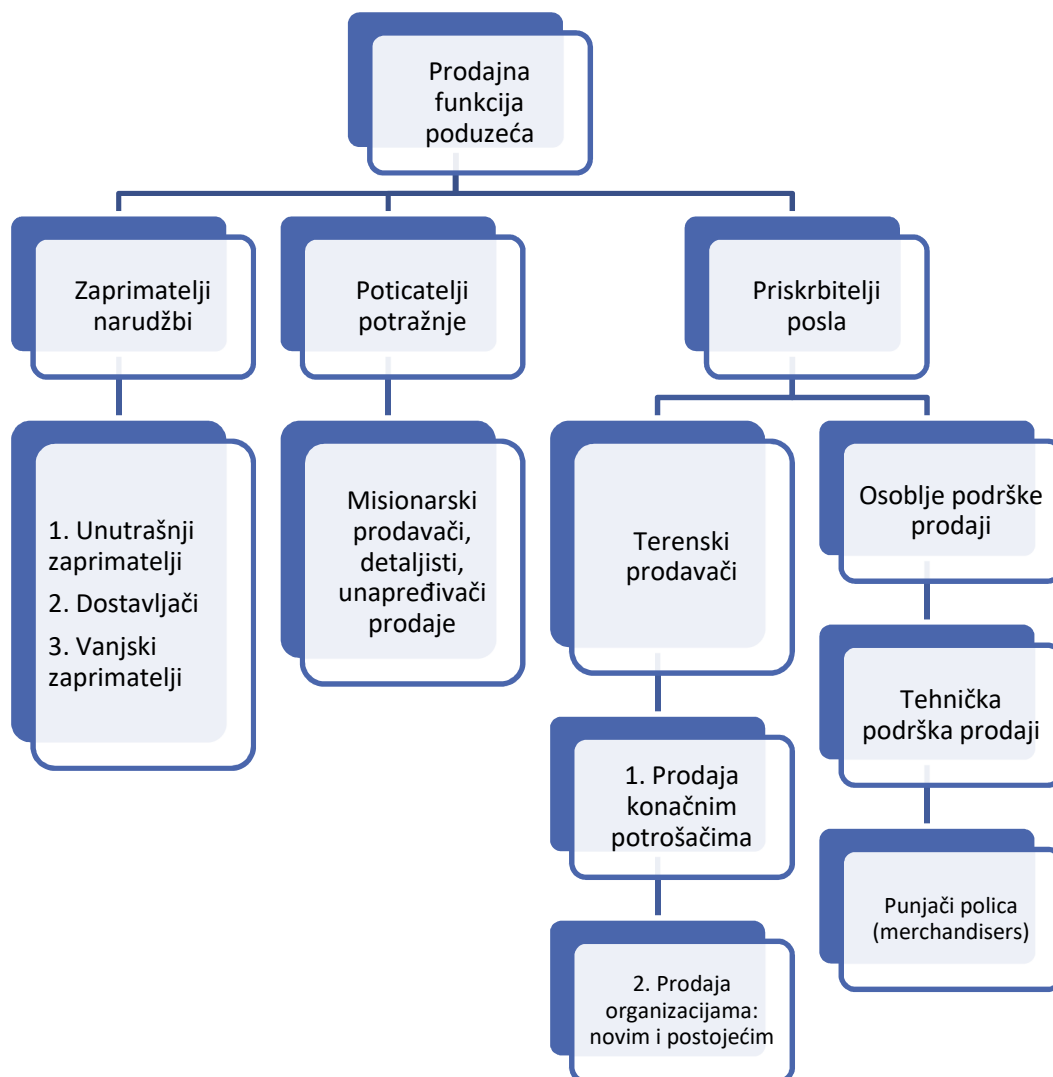 Prodajna
funkcija
poduzeća
Zaprimatelji
narudžbi
Poticatelji
potražnje
Priskrbitelji
posla
1. Unutrašnji
zaprimatelji
2. Dostavljači
3. Vanjski
zaprimatelji
Misionarski
prodavači,
detaljisti,
unapređivači
prodaje
Terenski
prodavači
Osoblje podrške
prodaji
Tehnička
podrška prodaji
1. Prodaja
konačnim
potrošačima
Punjači polica
(merchandisers)
2. Prodaja
organizacijama:
novim i postojećim